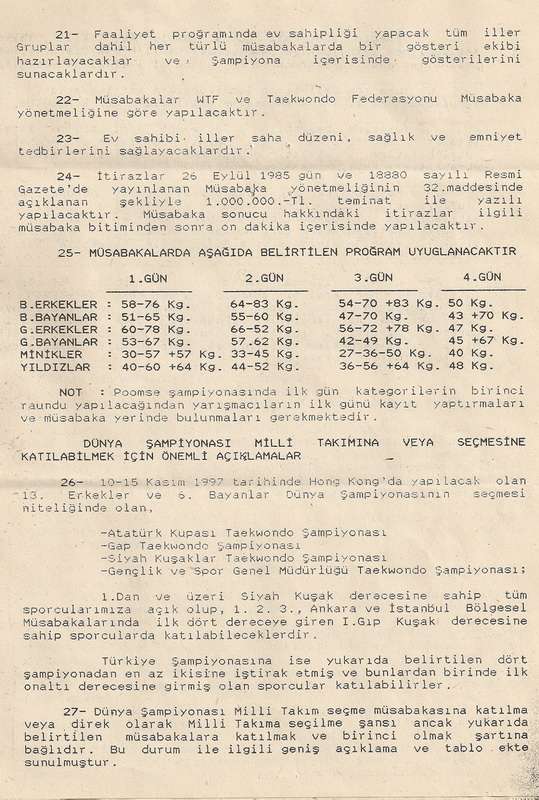 21- Faaliyet proğramında ev sahipliği yapacak tüm iller
Gruplar dahil her türlü müsabakalarda bir gösteri ekibi
hazırlayacaklar ve Şampiyona içerisinde gösterilerini
sunacaklardır.
22- Müsabakalar WTF ve Taekwondo Federasyonu Müsabaka
yönetmeliğine göre yapılacaktır.
23- Ev sahibi iller saha düzeni, sağlık ve emniyet
tedbirlerini sağlayacaklardır.
24- İtirazlar 26 Eylül 1985 gün ve 18880 sayılı Resmi
Gazete'de yayınlanan Müsabaka yönetmeliğinin 32.maddesinde
açıklanan şekliyle 1.000.000.-Tl. teminat ile yazılı
yapılacaktır. Müsabaka sonucu hakkındaki itirazlar ilgili
müsabaka bitiminden sonra on dakika içerisinde yapılacaktır.
25- MÜSABAKALARDA AŞAĞIDA BELİRTİLEN PROGRAM UYUGLANACAKTIR
1.GÜN 2.GÜN 3.GÜN 4.GÜN
B.ERKEKLER : 58-76 Kg. 64-83 Kg. 54-70 +83 Kg. 50 Kg.
B.BAYANLAR : 51-65 Kg. 55-60 Kg. 47-70 Kg. 43 +70 Kg.
G.ERKEKLER : 60-78 Kg. 66-52 Kg. 56-72 +78 Kg. 47 Kg.
G.BAYANLAR : 53-67 Kg. 57.62 Kg. 42-49 Kg. 45 +67 Kg.
MİNİKLER : 30-57 +57 Kg. 33-45 Kg. 27-36-50 Kg. 40 Kg.
YILDIZLAR : 40-60 +64 Kg. 44-52 Kg. 36-56 +64 Kg. 48 Kg.
NOT : Poomse şampiyonasında ilk gün kategorilerin birinci
raundu yapılacağından yarışmacıların ilk günü kayıt yaptırmaları
ve müsabaka yerinde bulunmaları gerekmektedir.
DÜNYA ŞAMPİYONASI MİLLİ TAKIMINA VEYA SEÇMESİNE
KATILABİLMEK İÇİN ÖNEMLİ AÇIKLAMALAR
26- 10-15 Kasım 1997 tarihinde Hong Kong'da yapılacak olan
13. Erkekler ve 6. Bayanlar Dünya Şampiyonasının seçmesi
niteliğinde olan,
-Atatürk Kupası Taekwondo Şampiyonası
-Gap Taekwondo Şampiyonası
-Siyah Kuşaklar Taekwondo Şampiyonası
-Gençlik ve Spor Genel Müdürlüğü Taekwondo Şampiyonası;
1.Dan ve üzeri Siyah Kuşak derecesine sahip tüm
sporcularımıza açık olup, 1. 2. 3., Ankara ve İstanbul Bölgesel
Müsabakalarında ilk dört dereceye giren I.Gıp Kuşak derecesine
sahip sporcularda katılabileceklerdir.
Türkiye Şampiyonasına ise yukarıda belirtilen dört
şampiyonadan en az ikisine iştirak etmiş ve bunlardan birinde ilk
onaltı derecesine girmiş olan sporcular katılabilirler.
27- Dünya Şampiyonası Milli Takım seçme müsabakasına katılma
veya direk olarak Milli Takıma seçilme şansı ancak yukarıda
belirtilen müsabakalara katılmak ve birinci olmak şartına
bağlıdır. Bu durum ile ilgili geniş açıklama ve tablo ekte
sunulmuştur.